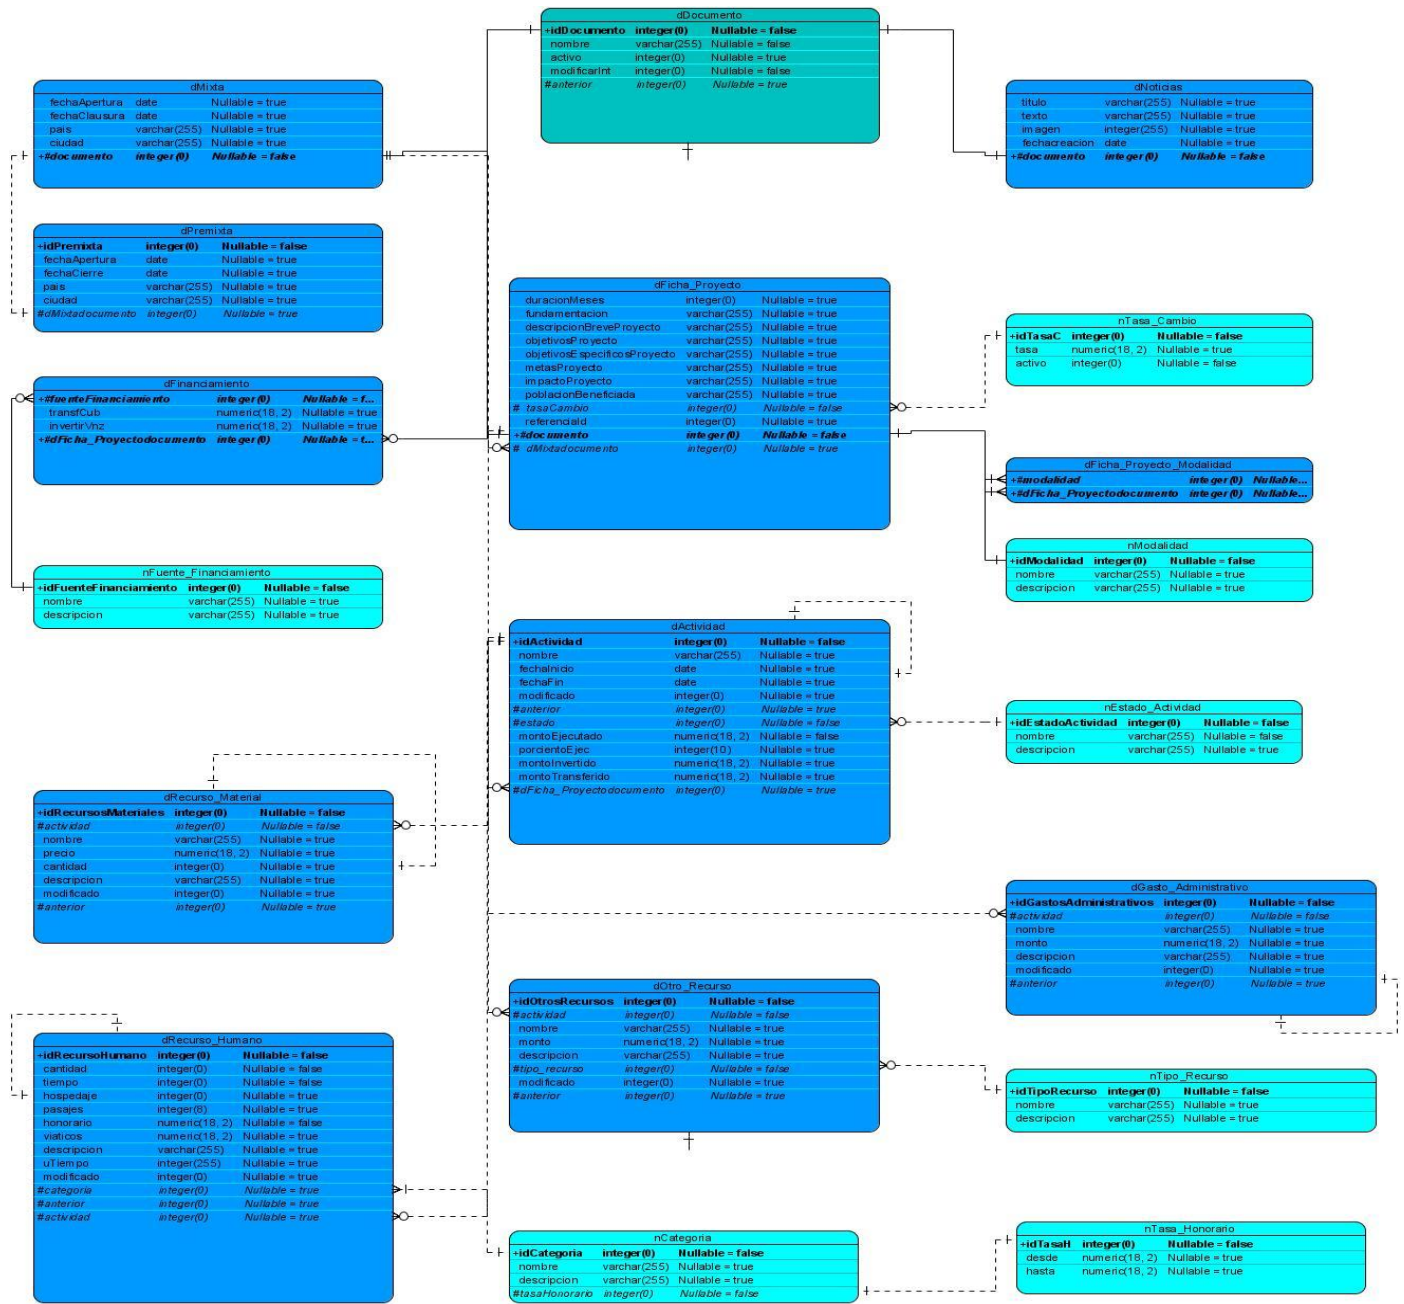 dDocumento
+idDocumento integer(0) Nullable = false
nombre varchar(255) Nullable = false
activo integer(0) Nullable = true
modificarInt integer(0) Nullable = false
#anterior integer(0) Nullable = true
dMixta
fechaApertura date Nullable = true
fechaClausura date Nullable = true
pais varchar(255) Nullable = true
ciudad varchar(255) Nullable = true
+#documento integer(0) Nullable = false
dNoticias
titulo varchar(255) Nullable = true
texto varchar(255) Nullable = true
imagen integer(255) Nullable = true
fechacreacion date Nullable = true
+#documento integer(0) Nullable = false
dPremixta
+idPremixta integer(0) Nullable = false
fechaApertura date Nullable = true
fechaCierre date Nullable = true
pais varchar(255) Nullable = true
ciudad varchar(255) Nullable = true
#dMixtadocumento integer(0) Nullable = true
dFicha_Proyecto
duracionMeses integer(0) Nullable = true
fundamentacion varchar(255) Nullable = true
descripcionBreveProyecto varchar(255) Nullable = true
objetivosProyecto varchar(255) Nullable = true
objetivosEspecificosProyecto varchar(255) Nullable = true
metasProyecto varchar(255) Nullable = true
impactoProyecto varchar(255) Nullable = true
poblacionBeneficiada varchar(255) Nullable = true
# tasaCambio integer(0) Nullable = false
referenciaId integer(0) Nullable = true
+#documento integer(0) Nullable = false
# dMixtadocumento integer(0) Nullable = true
nTasa_Cambio
+idTasaC integer(0) Nullable = false
tasa numeric(18, 2) Nullable = true
activo integer(0) Nullable = false
dFinanciamiento
+#fuenteFinanciamiento integer(0) Nullable = f...
transfCub numeric(18, 2) Nullable = true
invertirVnz numeric(18, 2) Nullable = true
+#dFicha_Proyectodocumento integer(0) Nullable = f...
dFicha_Proyecto_Modalidad
+#modalidad integer(0) Nullable...
+#dFicha_Proyectodocumento integer(0) Nullable...
nModalidad
+idModalidad integer(0) Nullable = false
nombre varchar(255) Nullable = true
descripcion varchar(255) Nullable = true
nFuente_Financiamiento
+idFuenteFinanciamiento integer(0) Nullable = false
nombre varchar(255) Nullable = true
descripcion varchar(255) Nullable = true
dActividad
+idActividad integer(0) Nullable = false
nombre varchar(255) Nullable = true
fechaInicio date Nullable = true
fechaFin date Nullable = true
modificado integer(0) Nullable = true
#anterior integer(0) Nullable = true
#estado integer(0) Nullable = false
montoEjecutado numeric(18, 2) Nullable = false
porcientoEjec integer(10) Nullable = true
montoInvertido numeric(18, 2) Nullable = true
montoTransferido numeric(18, 2) Nullable = true
#dFicha_Proyectodocumento integer(0) Nullable = true
nEstado_Actividad
+idEstadoActividad integer(0) Nullable = false
nombre varchar(255) Nullable = false
descripcion varchar(255) Nullable = true
dRecurso_Material
+idRecursosMateriales integer(0) Nullable = false
#actividad integer(0) Nullable = false
nombre varchar(255) Nullable = true
precio numeric(18, 2) Nullable = true
cantidad integer(0) Nullable = true
descripcion varchar(255) Nullable = true
modificado integer(0) Nullable = true
#anterior integer(0) Nullable = true
dGasto_Administrativo
+idGastosAdministrativos integer(0) Nullable = false
#actividad integer(0) Nullable = false
nombre varchar(255) Nullable = true
monto numeric(18, 2) Nullable = true
descripcion varchar(255) Nullable = true
modificado integer(0) Nullable = true
#anterior integer(0) Nullable = true
dOtro_Recurso
+idOtrosRecursos integer(0) Nullable = false
#actividad integer(0) Nullable = false
nombre varchar(255) Nullable = true
monto numeric(18, 2) Nullable = true
descripcion varchar(255) Nullable = true
#tipo_recurso integer(0) Nullable = false
modificado integer(0) Nullable = true
#anterior integer(0) Nullable = true
dRecurso_Humano
+idRecursoHumano integer(0) Nullable = false
cantidad integer(0) Nullable = false
tiempo integer(0) Nullable = false
hospedaje integer(0) Nullable = true
pasajes integer(8) Nullable = true
honorario numeric(18, 2) Nullable = false
viaticos numeric(18, 2) Nullable = true
descripcion varchar(255) Nullable = true
uTiempo integer(255) Nullable = true
modificado integer(0) Nullable = true
#categoria integer(0) Nullable = true
#anterior integer(0) Nullable = true
#actividad integer(0) Nullable = true
nTipo_Recurso
+idTipoRecurso integer(0) Nullable = false
nombre varchar(255) Nullable = true
descripcion varchar(255) Nullable = true
nCategoria
+idCategoria integer(0) Nullable = false
nombre varchar(255) Nullable = true
descripcion varchar(255) Nullable = true
#tasaHonorario integer(0) Nullable = false
nTasa_Honorario
+idTasaH integer(0) Nullable = false
desde numeric(18, 2) Nullable = true
hasta numeric(18, 2) Nullable = true